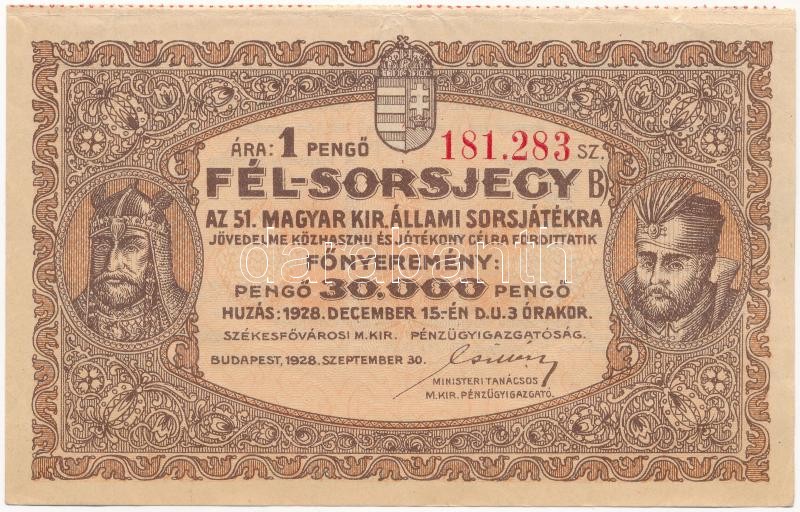 ÁRA: 1 PENGŐ 181.283 SZ.
FÉL-SORSJEGY B
AZ 51. MAGYAR KIR. ÁLLAMI SORSJÁTÉKRA
JÖVEDELME KÖZHASZNU ÉS JÓTÉKONY CÉLRA FORDITTATIK
FŐNYEREMÉNY:
PENGŐ 30.000 PENGŐ
HUZÁS: 1928. DECEMBER 15.-ÉN D.U. 3 ÓRAKOR.
SZÉKESFŐVÁROSI M. KIR. PÉNZÜGYIGAZGATÓSÁG.
BUDAPEST, 1928. SZEPTEMBER 30.
MINISTERI TANÁCSOS
M. KIR. PÉNZÜGYIGAZGATÓ.
darabanth